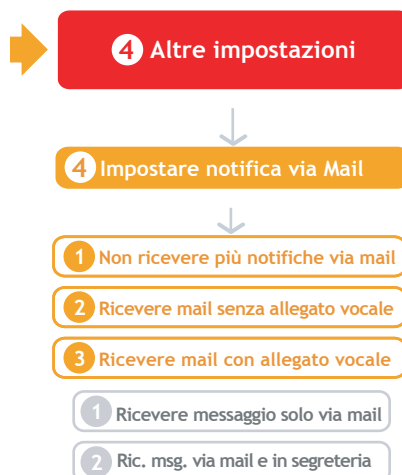 4 Altre impostazioni
4 Impostare notifica via Mail
1 Non ricevere più notifiche via mail
2 Ricevere mail senza allegato vocale
3 Ricevere mail con allegato vocale
1 Ricevere messaggio solo via mail
2 Ric. msg. via mail e in segreteria